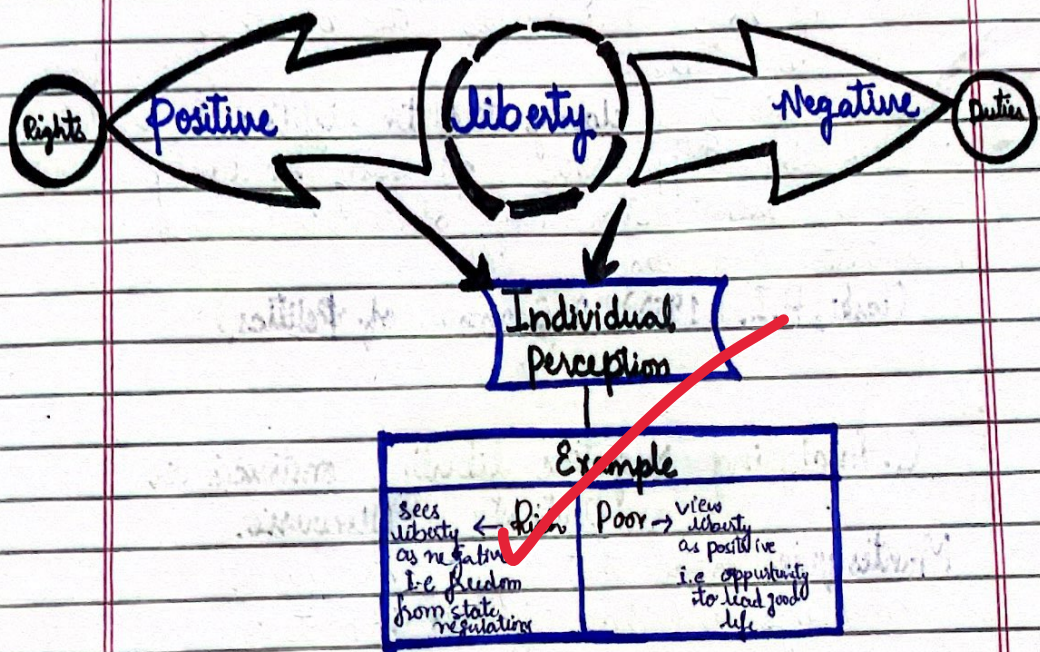 Rights
Positive
liberty
Negative
Duties
Individual
Perception
Example
sees
liberty ← Rich
as negative
i.e freedom
from state
regulations
Poor → view
liberty
as positive
i.e oppurtunity
to lead good
life